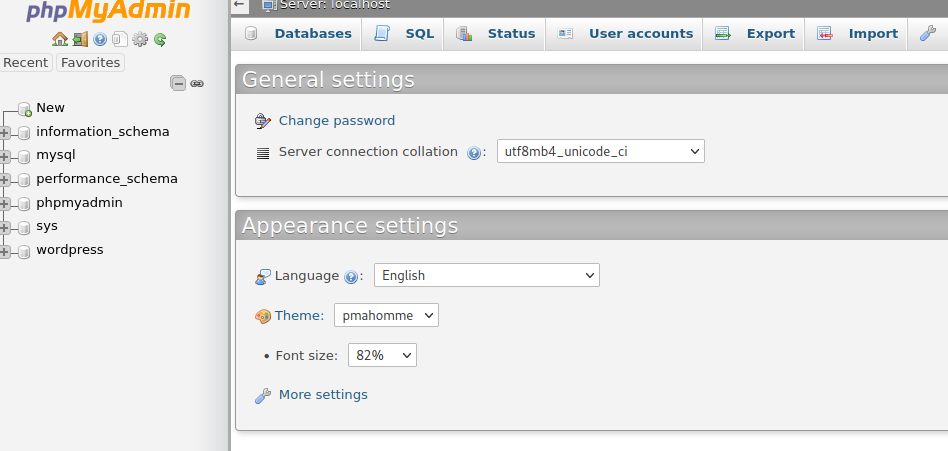 phpMyAdmin
Recent Favorites
New
information_schema
mysql
performance_schema
phpmyadmin
sys
wordpress
Server: localhost
Databases SQL Status User accounts Export Import
General settings
Change password
Server connection collation : utf8mb4_unicode_ci
Appearance settings
Language : English
Theme: pmahomme
• Font size: 82%
More settings